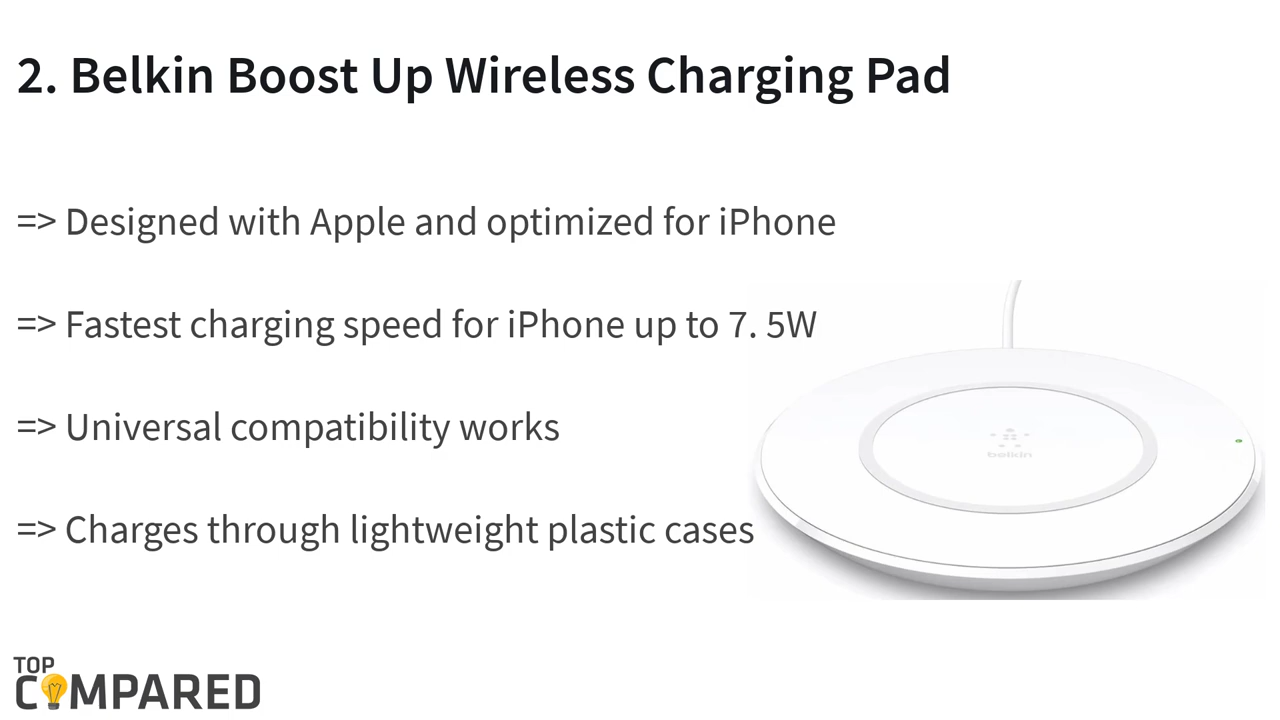 2. Belkin Boost Up Wireless Charging Pad
=> Designed with Apple and optimized for iPhone
=> Fastest charging speed for iPhone up to 7. 5W
=> Universal compatibility works
=> Charges through lightweight plastic cases
belkin
TOP
COMPARED